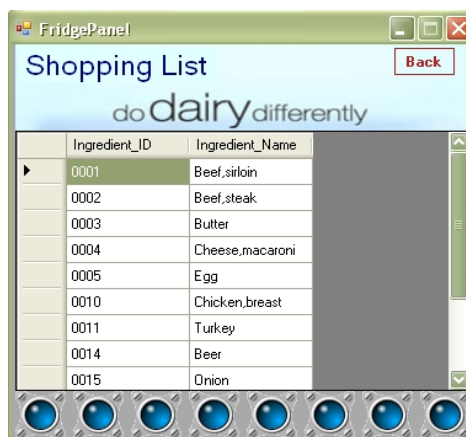 FridgePanel
Shopping List
Back
do dairy differently
Ingredient_ID Ingredient_Name
0001 Beef,sirloin
0002 Beef,steak
0003 Butter
0004 Cheese,macaroni
0005 Egg
0010 Chicken,breast
0011 Turkey
0014 Beer
0015 Onion